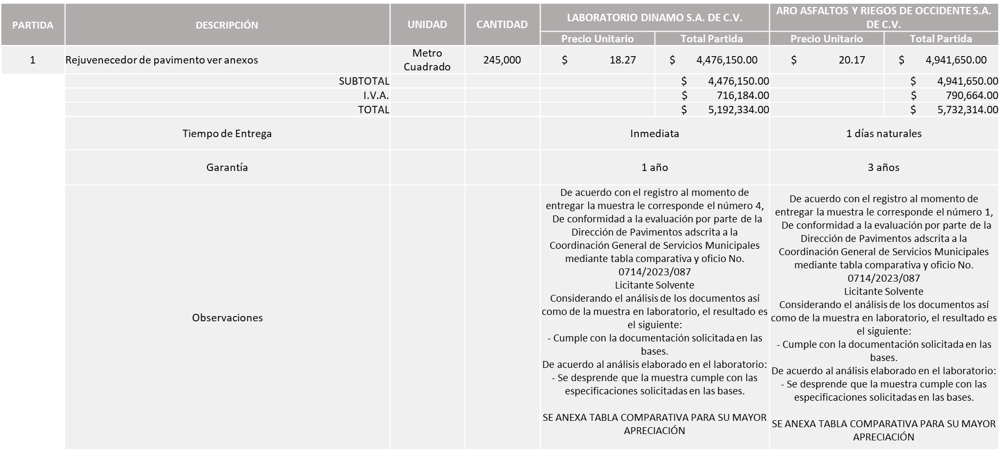 PARTIDA
DESCRIPCIÓN
UNIDAD
CANTIDAD
LABORATORIO DINAMO S.A. DE C.V.
ARO ASFALTOS Y RIEGOS DE OCCIDENTE S.A.
DE C.V.
Precio Unitario
Total Partida
Precio Unitario
Total Partida
1
Rejuvenecedor de pavimento ver anexos
Metro
Cuadrado
245,000
$ 18.27
$ 4,476,150.00
$ 20.17
$ 4,941,650.00
SUBTOTAL
$ 4,476,150.00
$ 4,941,650.00
I.V.A.
$ 716,184.00
$ 790,664.00
TOTAL
$ 5,192,334.00
$ 5,732,314.00
Tiempo de Entrega
Inmediata
1 días naturales
Garantía
1 año
3 años
Observaciones
De acuerdo con el registro al momento de
entregar la muestra le corresponde el número 4,
De conformidad a la evaluación por parte de la
Dirección de Pavimentos adscrita a la
Coordinación General de Servicios Municipales
mediante tabla comparativa y oficio No.
0714/2023/087
Licitante Solvente
Considerando el análisis de los documentos así
como de la muestra en laboratorio, el resultado es
el siguiente:
- Cumple con la documentación solicitada en las
bases.
De acuerdo al análisis elaborado en el laboratorio:
- Se desprende que la muestra cumple con las
especificaciones solicitadas en las bases.
SE ANEXA TABLA COMPARATIVA PARA SU MAYOR
APRECIACIÓN
De acuerdo con el registro al momento de
entregar la muestra le corresponde el número 1,
De conformidad a la evaluación por parte de la
Dirección de Pavimentos adscrita a la
Coordinación General de Servicios Municipales
mediante tabla comparativa y oficio No.
0714/2023/087
Licitante Solvente
Considerando el análisis de los documentos así
como de la muestra en laboratorio, el resultado es
el siguiente:
- Cumple con la documentación solicitada en las
bases.
De acuerdo al análisis elaborado en el laboratorio:
- Se desprende que la muestra cumple con las
especificaciones solicitadas en las bases.
SE ANEXA TABLA COMPARATIVA PARA SU MAYOR
APRECIACIÓN